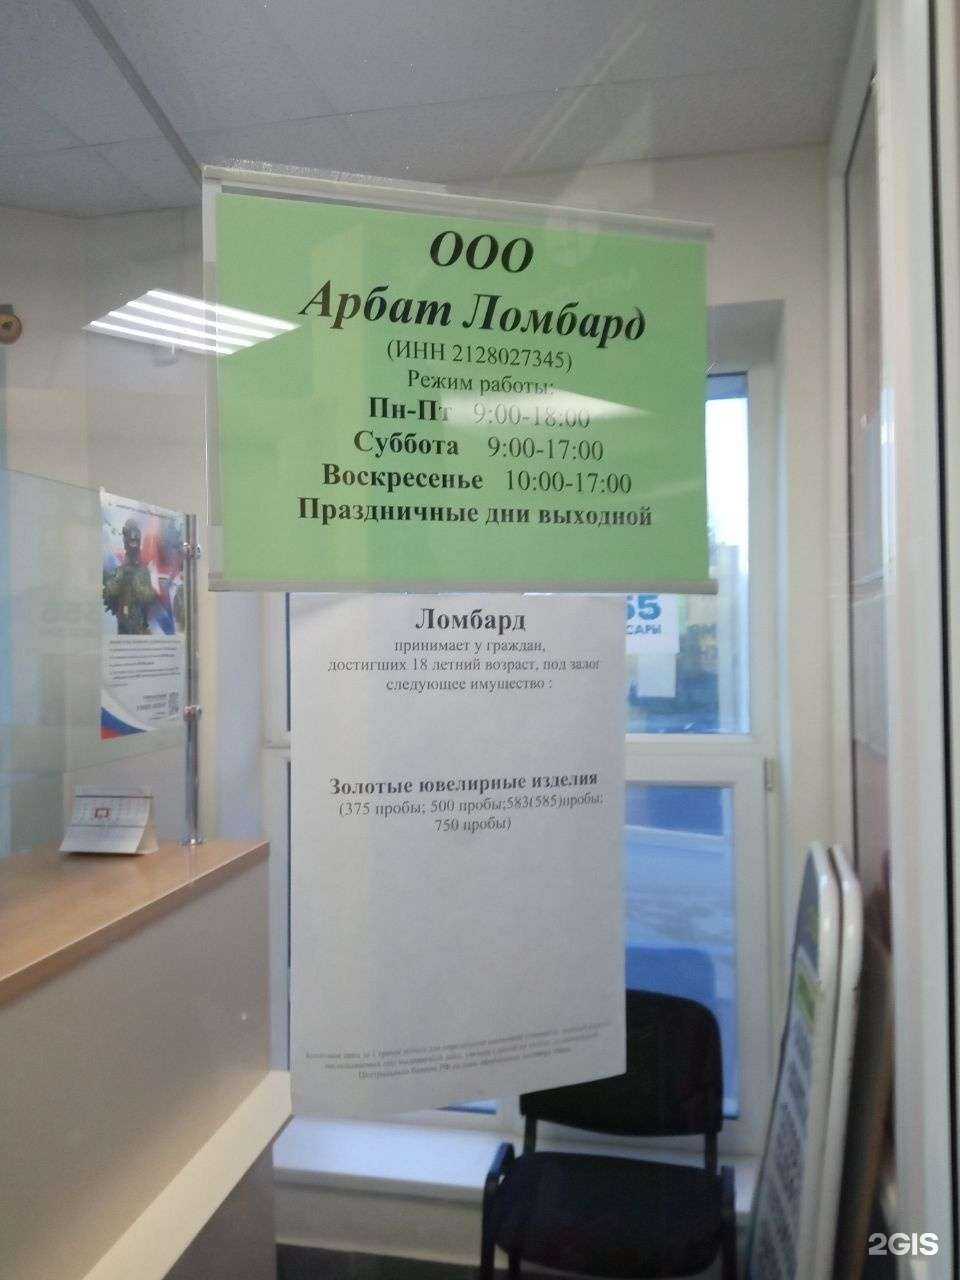 ООО
Арбат Ломбард
(ИНН 2128027345)
Режим работы:
Пн-Пт 9:00-18:00
Суббота 9:00-17:00
Воскресенье 10:00-17:00
Праздничные дни выходной
55
САРЫ
Ломбард
принимает у граждан,
достигших 18 летний возраст, под залог
следующее имущество :
Золотые ювелирные изделия
(375 пробы; 500 пробы;583(585)пробы;
750 пробы)
2GIS